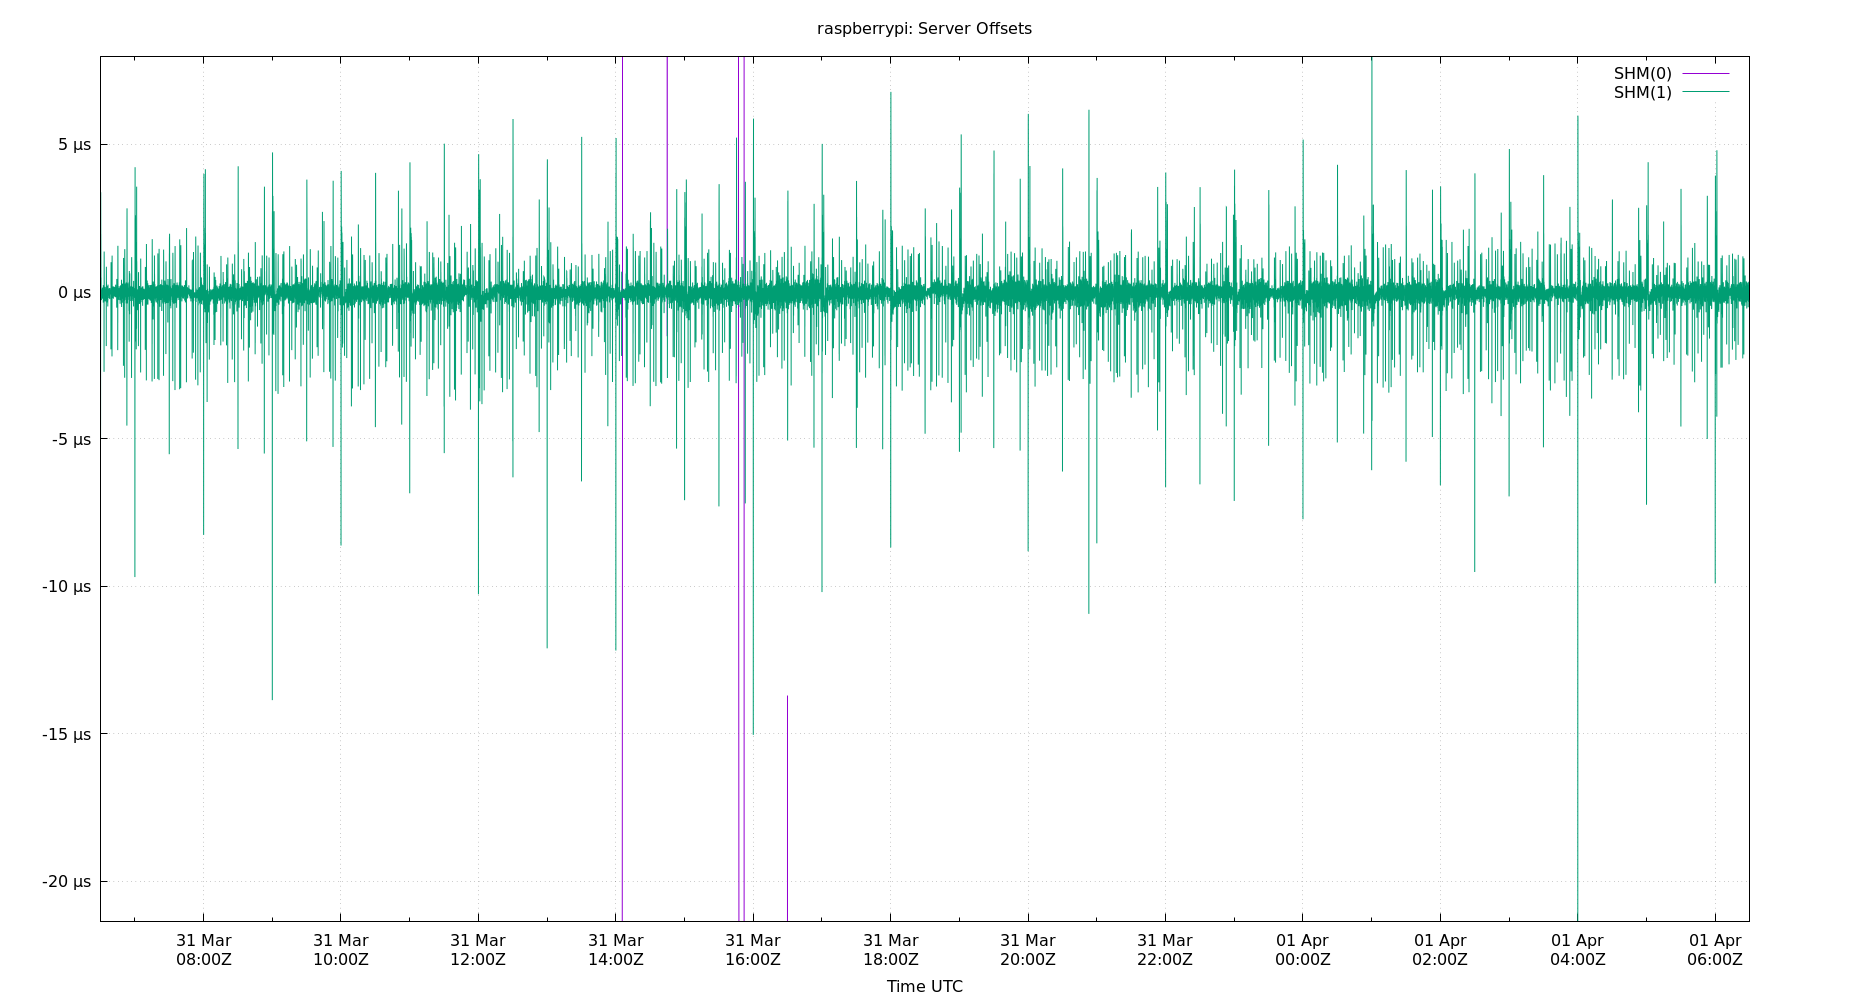 raspberrypi: Server Offsets
SHM(0)
SHM(1)
5 µs
0 µs
-5 µs
-10 µs
-15 µs
-20 µs
31 Mar 31 Mar 31 Mar 31 Mar 31 Mar 31 Mar 31 Mar 31 Mar 01 Apr 01 Apr 01 Apr 01 Apr
08:00Z 10:00Z 12:00Z 14:00Z 16:00Z 18:00Z 20:00Z 22:00Z 00:00Z 02:00Z 04:00Z 06:00Z
Time UTC